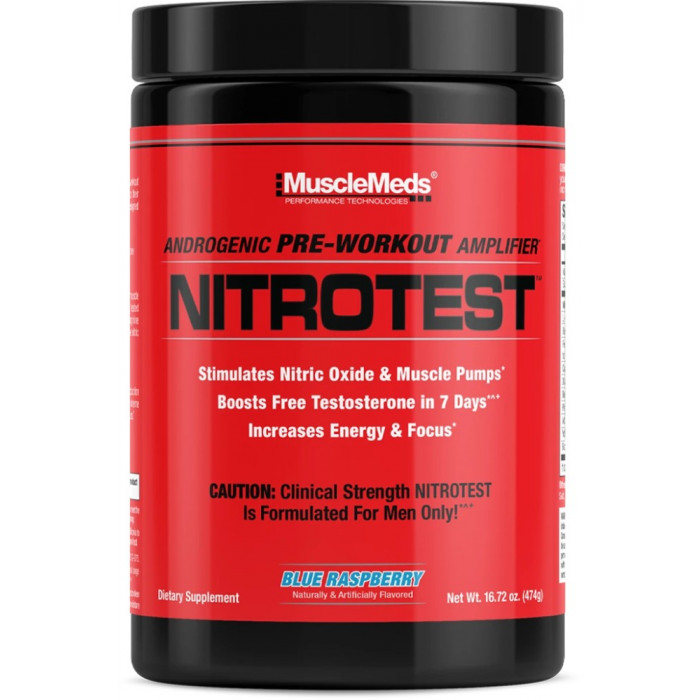 MuscleMeds®
PERFORMANCE TECHNOLOGIES
ANDROGENIC PRE-WORKOUT AMPLIFIER*
NITROTEST™
Stimulates Nitric Oxide & Muscle Pumps*
Boosts Free Testosterone in 7 Days*^+
Increases Energy & Focus*
CAUTION: Clinical Strength NITROTEST
Is Formulated For Men Only!*^+
BLUE RASPBERRY
Naturally & Artificially Flavored
Dietary Supplement
Net Wt. 16.72 oz. (474g)